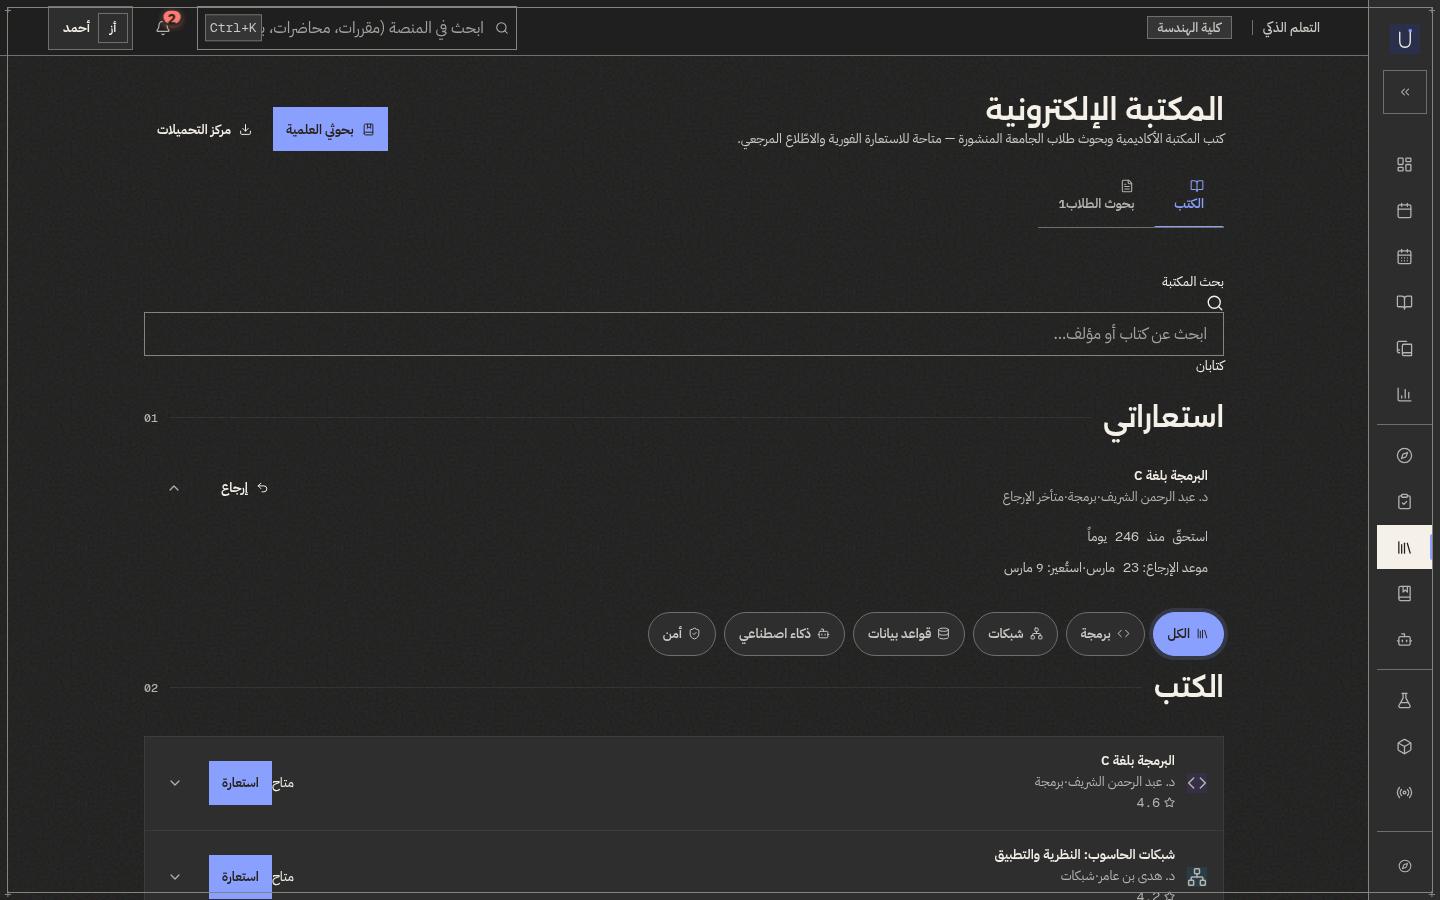 التعلم الذكي
كلية الهندسة
ابحث في المنصة (مقررات، محاضرات، ب
Ctrl+K
2
أز
أحمد
المكتبة الإلكترونية
كتب المكتبة الأكاديمية وبحوث طلاب الجامعة المنشورة — متاحة للاستعارة الفورية والاطّلاع المرجعي.
بحوثي العلمية
مركز التحميلات
الكتب
بحوث الطلاب1
بحث المكتبة
ابحث عن كتاب أو مؤلف...
كتابان
استعاراتي
01
البرمجة بلغة C
د. عبد الرحمن الشريف·برمجة·متأخر الإرجاع
إرجاع
استحقّ منذ 246 يوماً
موعد الإرجاع: 23 مارس·استُعير: 9 مارس
الكل
برمجة
شبكات
قواعد بيانات
ذكاء اصطناعي
أمن
الكتب
02
البرمجة بلغة C
د. عبد الرحمن الشريف·برمجة
4.6
متاح
استعارة
شبكات الحاسوب: النظرية والتطبيق
د. هدى بن عامر·شبكات
4.2
متاح
استعارة